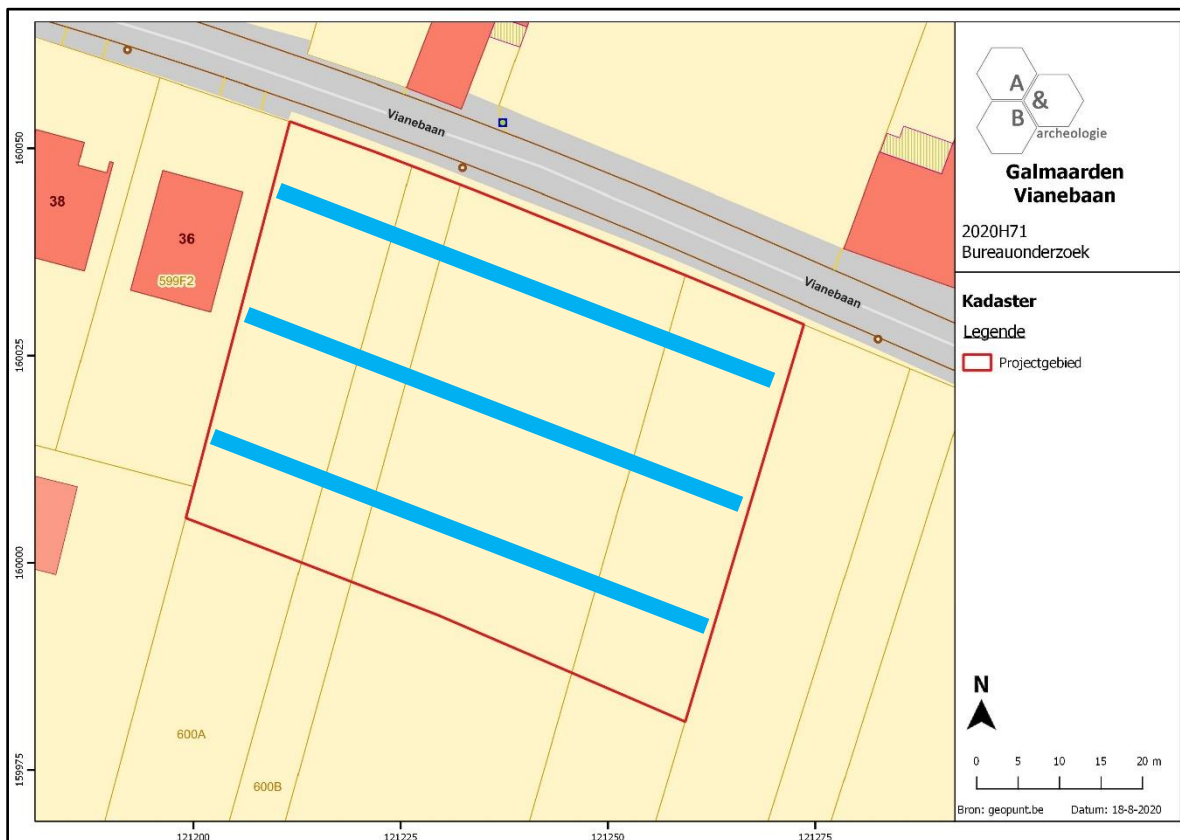 Vianebaan
Vianebaan
38
36
599F2
600A
600B
160050
160025
160000
159975
121200
121225
121250
121275
A
&
B
archeologie
Galmaarden
Vianebaan
2020H71
Bureauonderzoek
Kadaster
Legende
Projectgebied
N
0 5 10 15 20 m
Bron: geopunt.be Datum: 18-8-2020